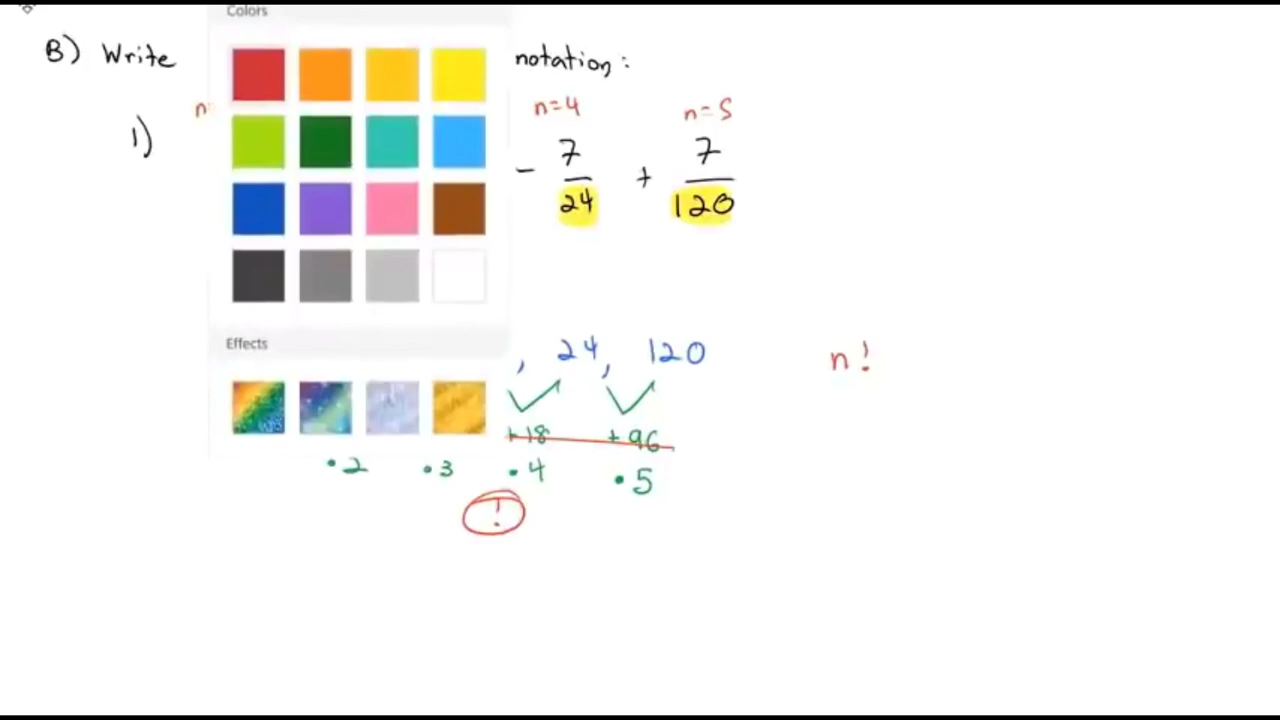 Colors
B) Write notation:
n= n=4 n=5
1) - 7/24 + 7/120
Effects
, 24, 120 n!
+18 +96
·2 ·3 ·4 ·5
!